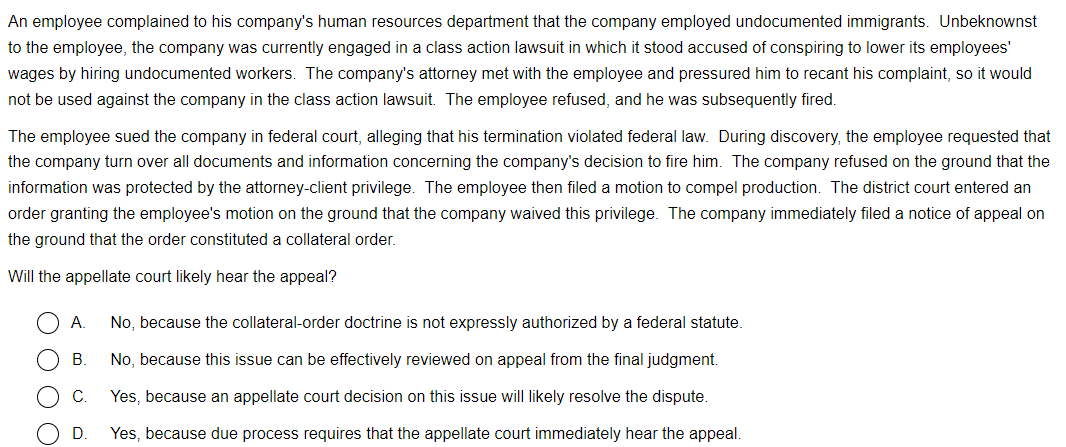 An employee complained to his company's human resources department that the company employed undocumented immigrants. Unbeknownst
to the employee, the company was currently engaged in a class action lawsuit in which it stood accused of conspiring to lower its employees'
wages by hiring undocumented workers. The company's attorney met with the employee and pressured him to recant his complaint, so it would
not be used against the company in the class action lawsuit. The employee refused, and he was subsequently fired.
The employee sued the company in federal court, alleging that his termination violated federal law. During discovery, the employee requested that
the company turn over all documents and information concerning the company's decision to fire him. The company refused on the ground that the
information was protected by the attorney-client privilege. The employee then filed a motion to compel production. The district court entered an
order granting the employee's motion on the ground that the company waived this privilege. The company immediately filed a notice of appeal on
the ground that the order constituted a collateral order.
Will the appellate court likely hear the appeal?
A. No, because the collateral-order doctrine is not expressly authorized by a federal statute.
B. No, because this issue can be effectively reviewed on appeal from the final judgment.
C. Yes, because an appellate court decision on this issue will likely resolve the dispute.
D. Yes, because due process requires that the appellate court immediately hear the appeal.